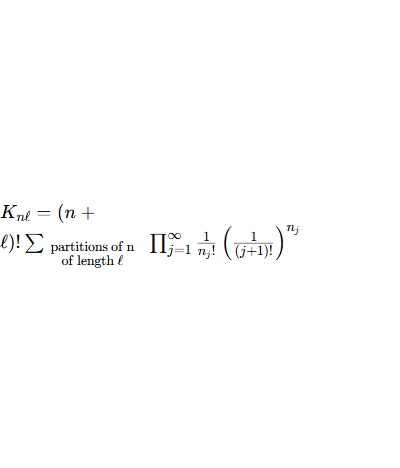 K_{nℓ} = (n +
ℓ)! ∑_{partitions of n of length ℓ} ∏_{j=1}^{∞} \frac{1}{n_j!} \left( \frac{1}{(j+1)!} \right)^{n_j}